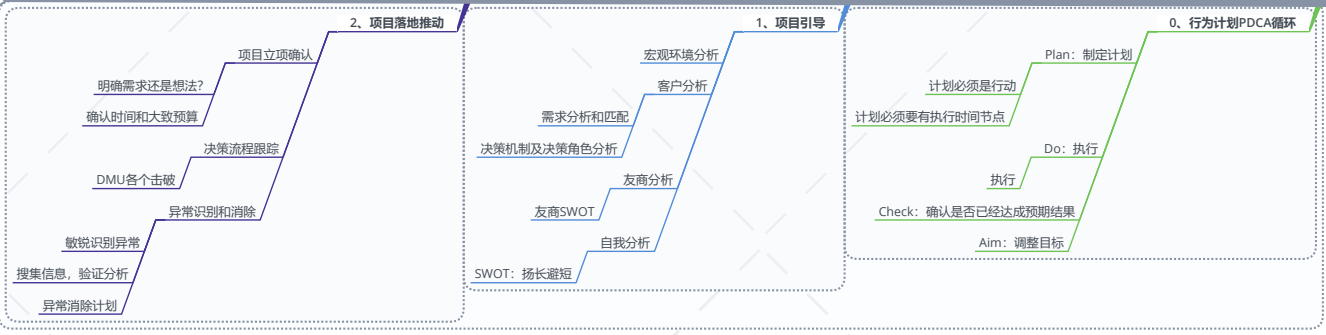 2、项目落地推动
项目立项确认
明确需求还是想法？
确认时间和大致预算
决策流程跟踪
DMU各个击破
异常识别和消除
敏锐识别异常
搜集信息，验证分析
异常消除计划
1、项目引导
宏观环境分析
客户分析
需求分析和匹配
决策机制及决策角色分析
友商分析
友商SWOT
自我分析
SWOT：扬长避短
0、行为计划PDCA循环
Plan：制定计划
计划必须是行动
计划必须要有执行时间节点
Do：执行
执行
Check：确认是否已经达成预期结果
Aim：调整目标